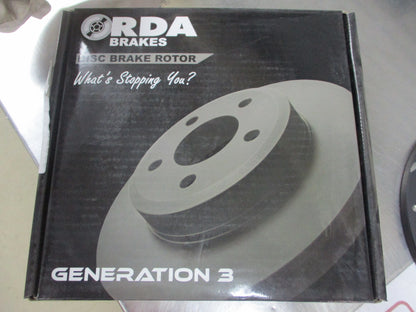 RDA
BRAKES
DISC BRAKE ROTOR
What's Stopping You?
GENERATION 3